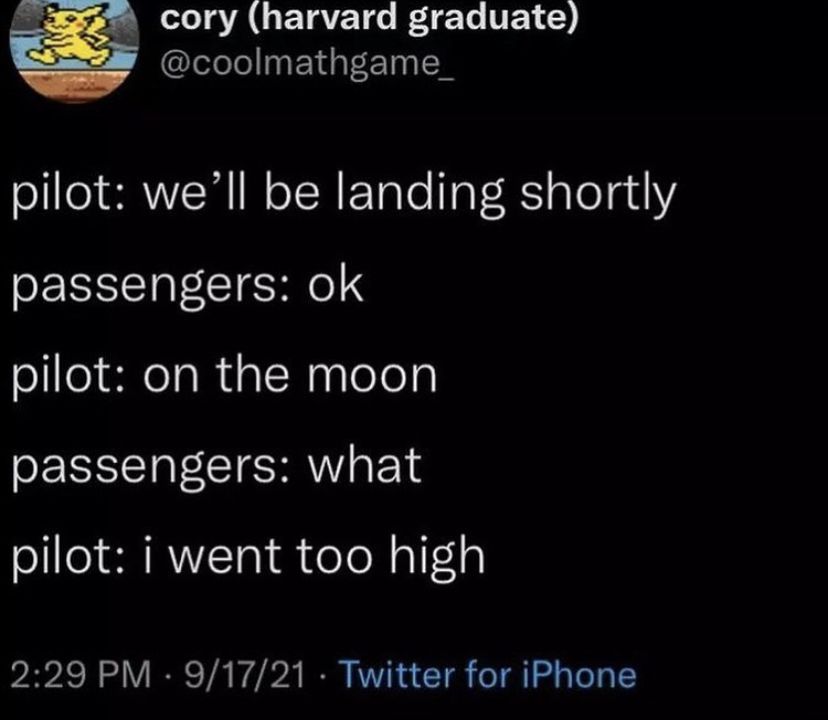 cory (harvard graduate)
@coolmathgame_
pilot: we’ll be landing shortly
passengers: ok
pilot: on the moon
passengers: what
pilot: i went too high
2:29 PM · 9/17/21 · Twitter for iPhone